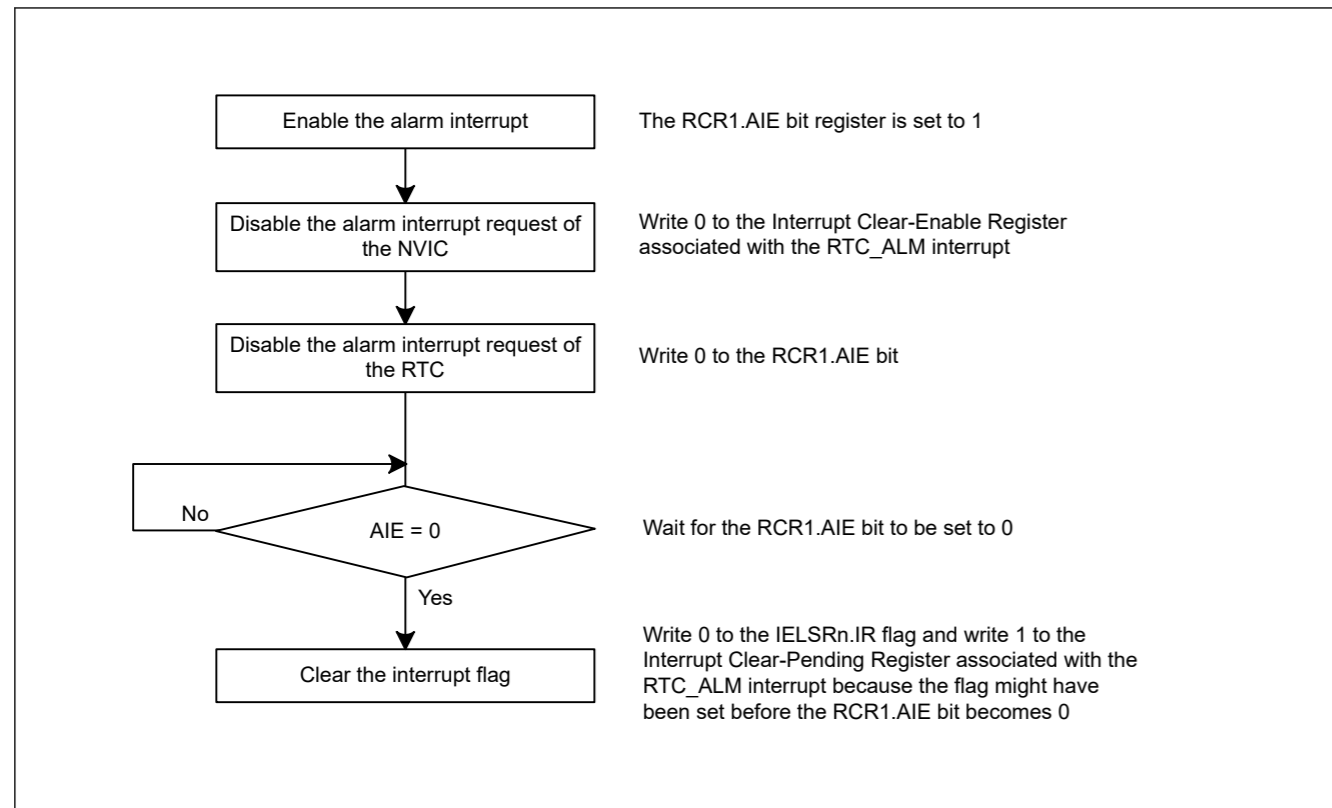 Enable the alarm interrupt
The RCR1.AIE bit register is set to 1
Disable the alarm interrupt request of
the NVIC
Write 0 to the Interrupt Clear-Enable Register
associated with the RTC_ALM interrupt
Disable the alarm interrupt request of
the RTC
Write 0 to the RCR1.AIE bit
No
AIE = 0
Wait for the RCR1.AIE bit to be set to 0
Yes
Clear the interrupt flag
Write 0 to the IELSRn.IR flag and write 1 to the
Interrupt Clear-Pending Register associated with the
RTC_ALM interrupt because the flag might have
been set before the RCR1.AIE bit becomes 0